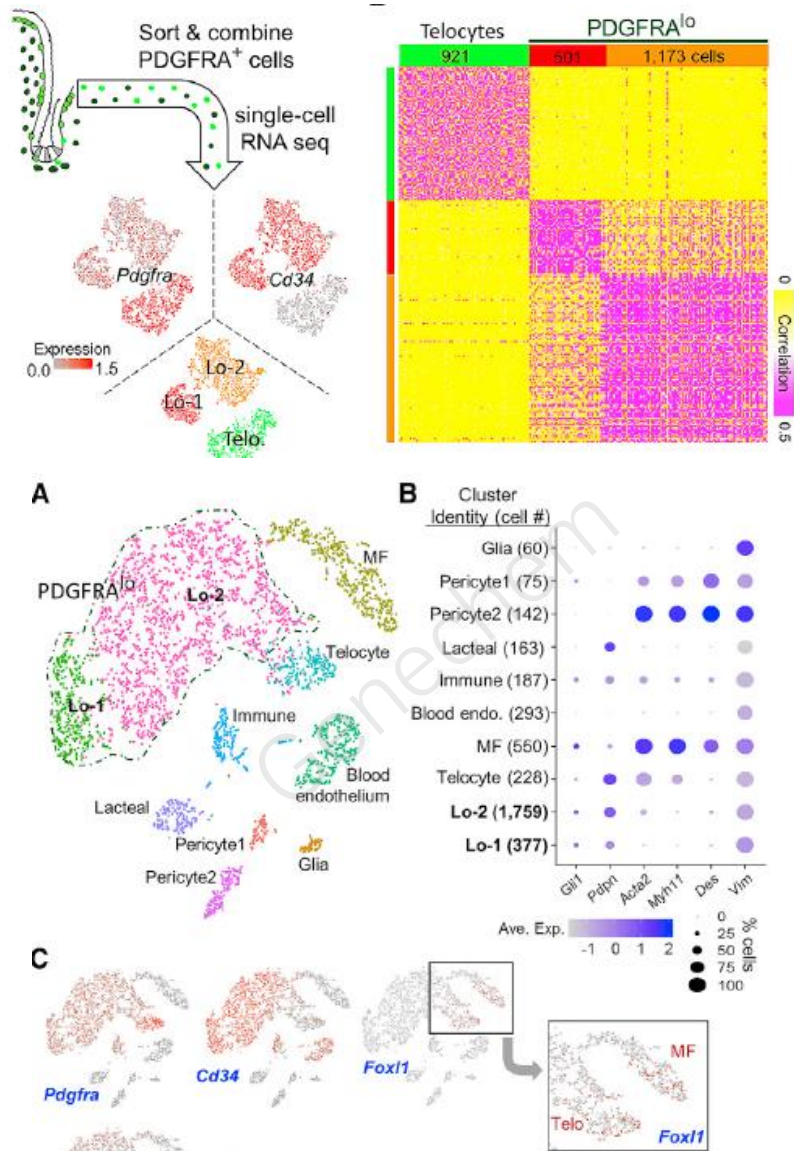 Sort & combine
PDGFRA+ cells
single-cell
RNA seq
Pdgfra
Cd34
Expression
0.0 1.5
Lo-2
Lo-1
Telo.
Telocytes
PDGFRAlo
921
501
1,173 cells
0
Correlation
0.5
A
PDGFRAlo
Lo-2
MF
Telocyte
Lo-1
Immune
Blood
endothelium
Lacteal
Pericyte1
Glia
Pericyte2
B
Cluster
Identity (cell #)
Glia (60)
Pericyte1 (75)
Pericyte2 (142)
Lacteal (163)
Immune (187)
Blood endo. (293)
MF (550)
Telocyte (228)
Lo-2 (1,759)
Lo-1 (377)
Gli1 Pdpn Acta2 Myh11 Des Vim
Ave. Exp.
-1 0 1 2
0
25
50
75
100
% cells
C
Pdgfra
Cd34
Foxl1
MF
Telo
Foxl1
Genechem